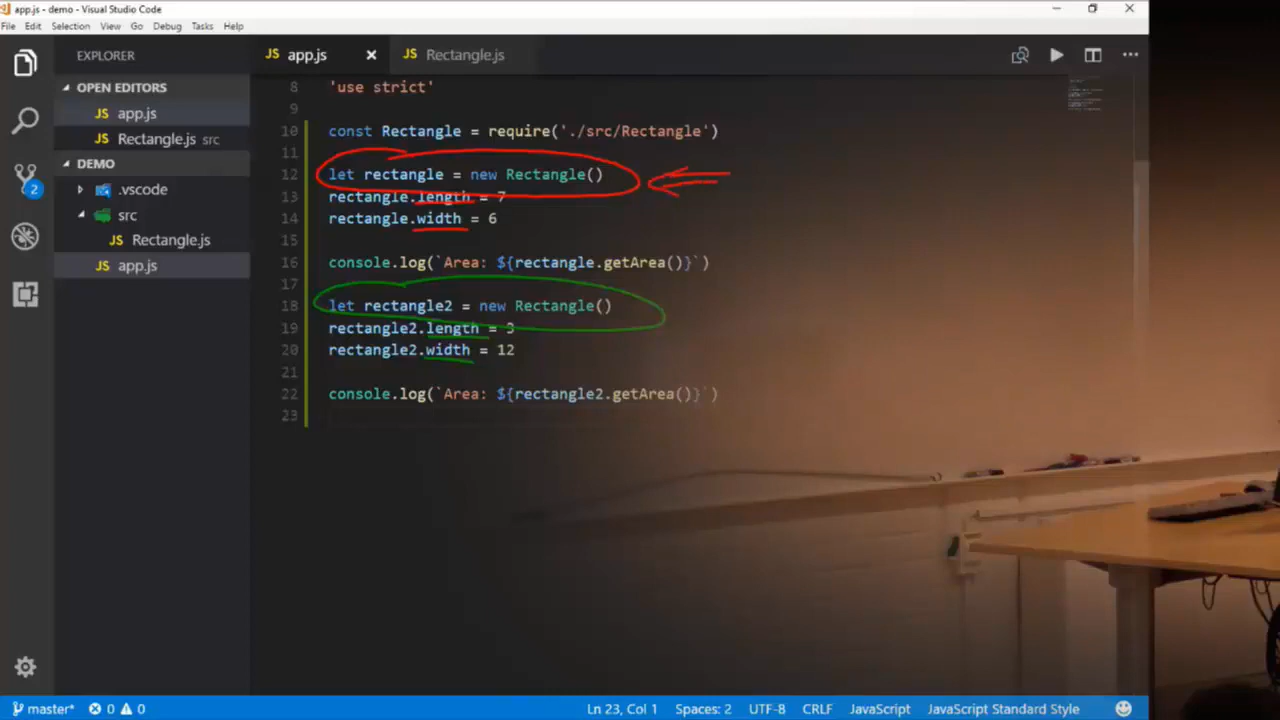 app.js - demo - Visual Studio Code
File Edit Selection View Go Debug Tasks Help
EXPLORER
JS app.js
JS Rectangle.js
OPEN EDITORS
JS app.js
JS Rectangle.js src
DEMO
.vscode
src
JS Rectangle.js
JS app.js
2
8 'use strict'
9
10 const Rectangle = require('./src/Rectangle')
11
12 let rectangle = new Rectangle()
13 rectangle.length = 7
14 rectangle.width = 6
15
16 console.log(`Area: ${rectangle.getArea()}`)
17
18 let rectangle2 = new Rectangle()
19 rectangle2.length = 3
20 rectangle2.width = 12
21
22 console.log(`Area: ${rectangle2.getArea()}`)
23
master* 0 0 Ln 23, Col 1 Spaces: 2 UTF-8 CRLF JavaScript JavaScript Standard Style